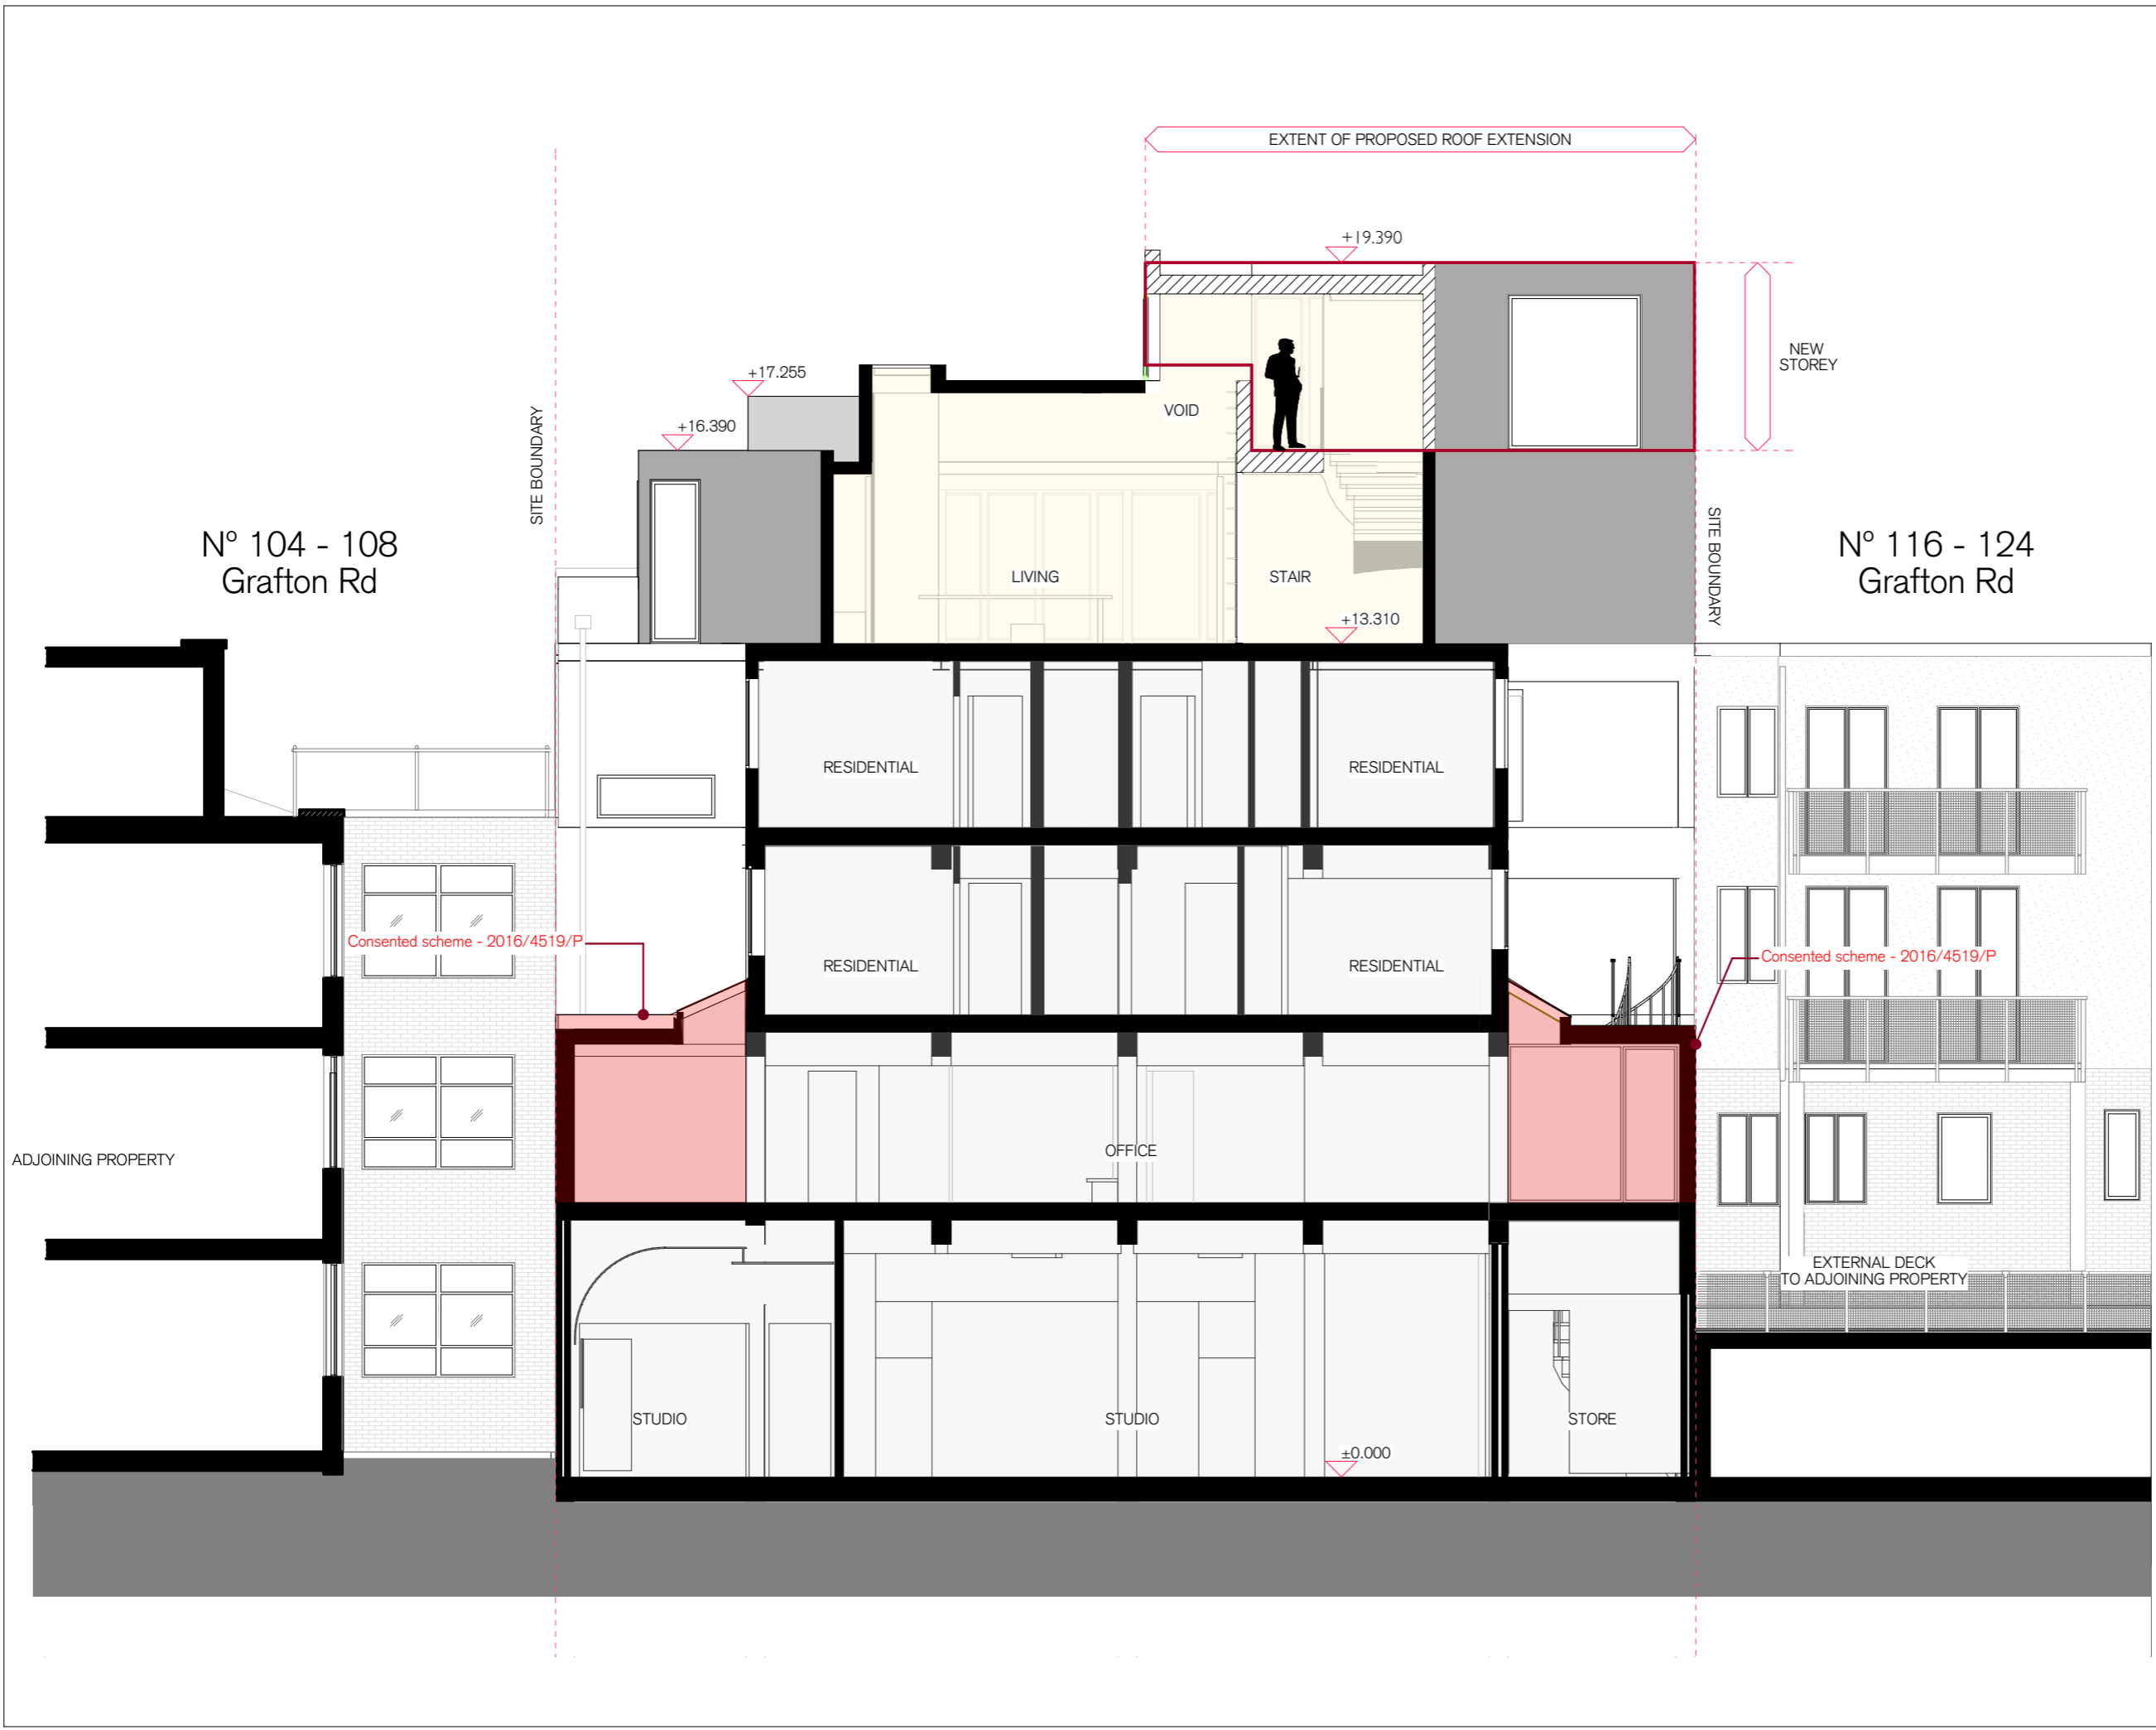 EXTENT OF PROPOSED ROOF EXTENSION
+19.390
NEW
STOREY
+17.255
VOID
+16.390
SITE BOUNDARY
SITE BOUNDARY
Nº 104 - 108
Grafton Rd
Nº 116 - 124
Grafton Rd
LIVING
STAIR
+13.310
RESIDENTIAL
RESIDENTIAL
Consented scheme - 2016/4519/P
Consented scheme - 2016/4519/P
RESIDENTIAL
RESIDENTIAL
ADJOINING PROPERTY
OFFICE
EXTERNAL DECK
TO ADJOINING PROPERTY
STUDIO
STUDIO
STORE
±0.000